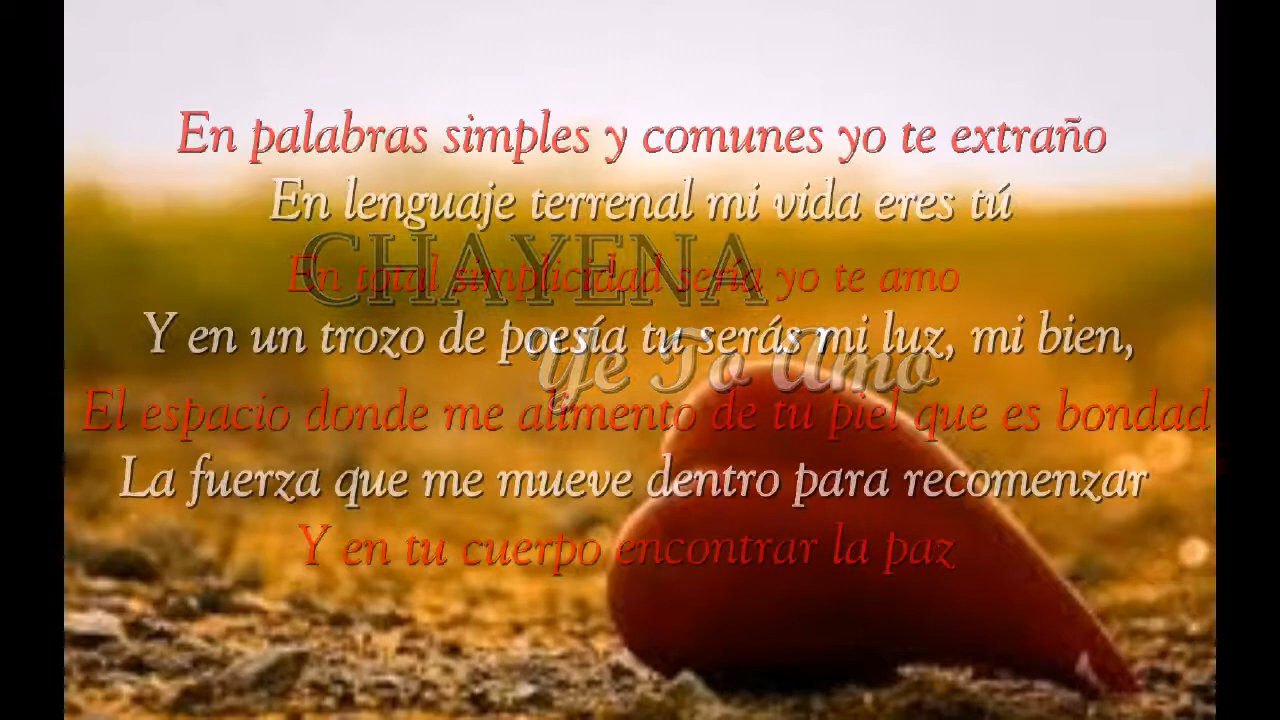 En palabras simples y comunes yo te extraño
En lenguaje terrenal mi vida eres tú
CHAYENA
En total simplicidad sería yo te amo
Y en un trozo de poesía tu serás mi luz, mi bien,
Ye To Amo
El espacio donde me alimento de tu piel que es bondad
La fuerza que me mueve dentro para recomenzar
Y en tu cuerpo encontrar la paz